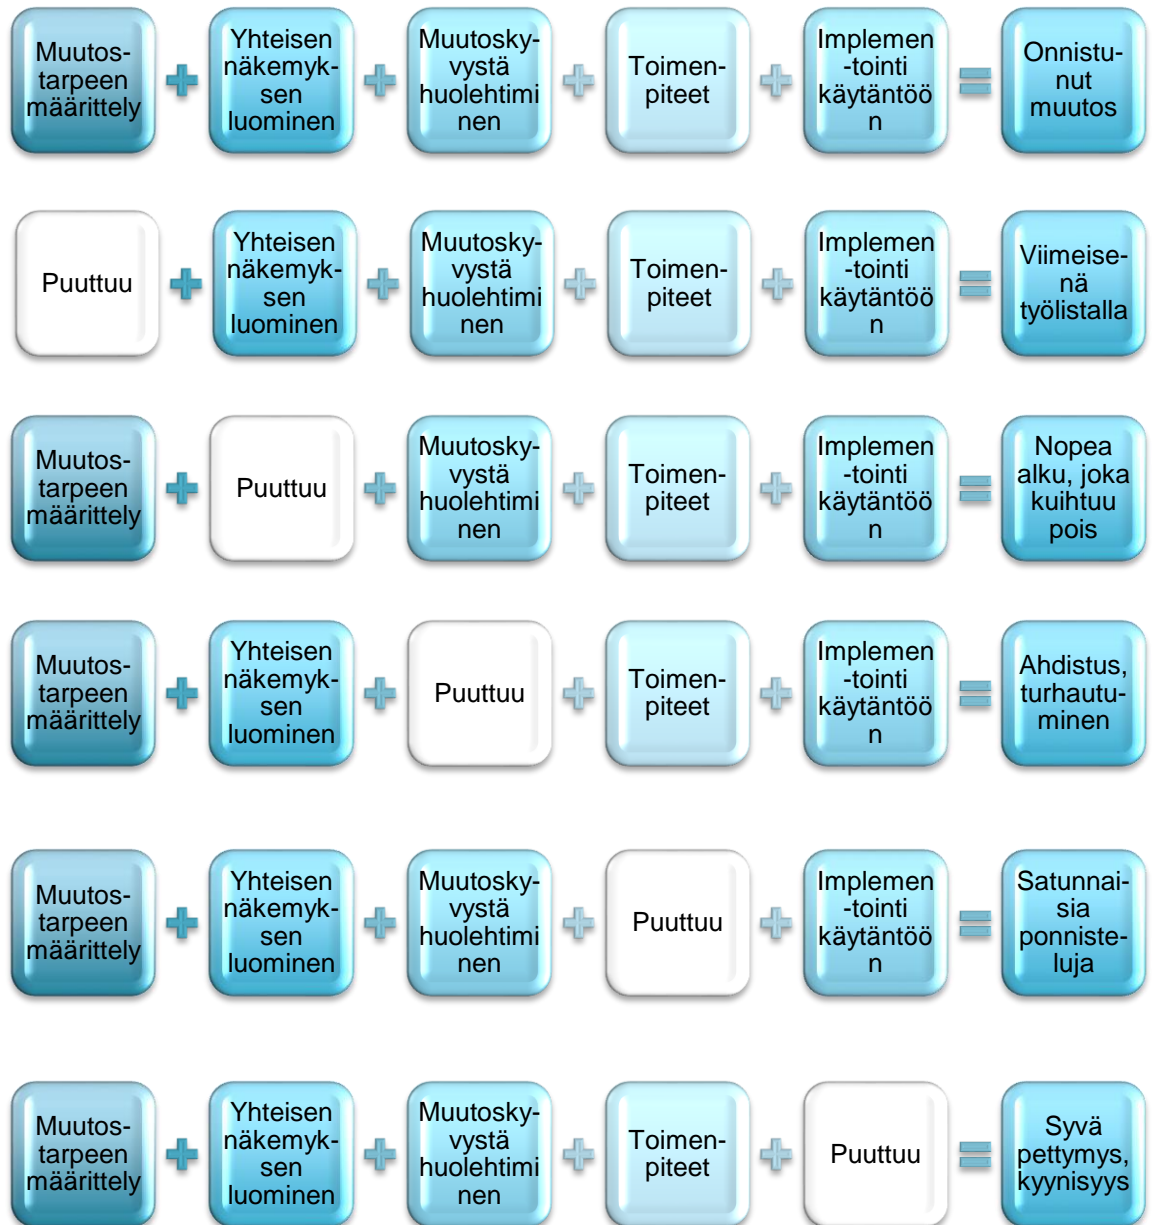 Muutos-
tarpeen
määrittely
Yhteisen
näkemyk-
sen
luominen
Muutosky-
vystä
huolehtimi
nen
Toimen-
piteet
Implemen
-tointi
käytäntöö
n
Onnistu-
nut
muutos
Puuttuu
Yhteisen
näkemyk-
sen
luominen
Muutosky-
vystä
huolehtimi
nen
Toimen-
piteet
Implemen
-tointi
käytäntöö
n
Viimeise-
nä
työlistalla
Muutos-
tarpeen
määrittely
Puuttuu
Muutosky-
vystä
huolehtimi
nen
Toimen-
piteet
Implemen
-tointi
käytäntöö
n
Nopea
alku, joka
kuihtuu
pois
Muutos-
tarpeen
määrittely
Yhteisen
näkemyk-
sen
luominen
Puuttuu
Toimen-
piteet
Implemen
-tointi
käytäntöö
n
Ahdistus,
turhautu-
minen
Muutos-
tarpeen
määrittely
Yhteisen
näkemyk-
sen
luominen
Muutosky-
vystä
huolehtimi
nen
Puuttuu
Implemen
-tointi
käytäntöö
n
Satunnai-
sia
ponniste-
luja
Muutos-
tarpeen
määrittely
Yhteisen
näkemyk-
sen
luominen
Muutosky-
vystä
huolehtimi
nen
Toimen-
piteet
Puuttuu
Syvä
pettymys,
kyynisyys